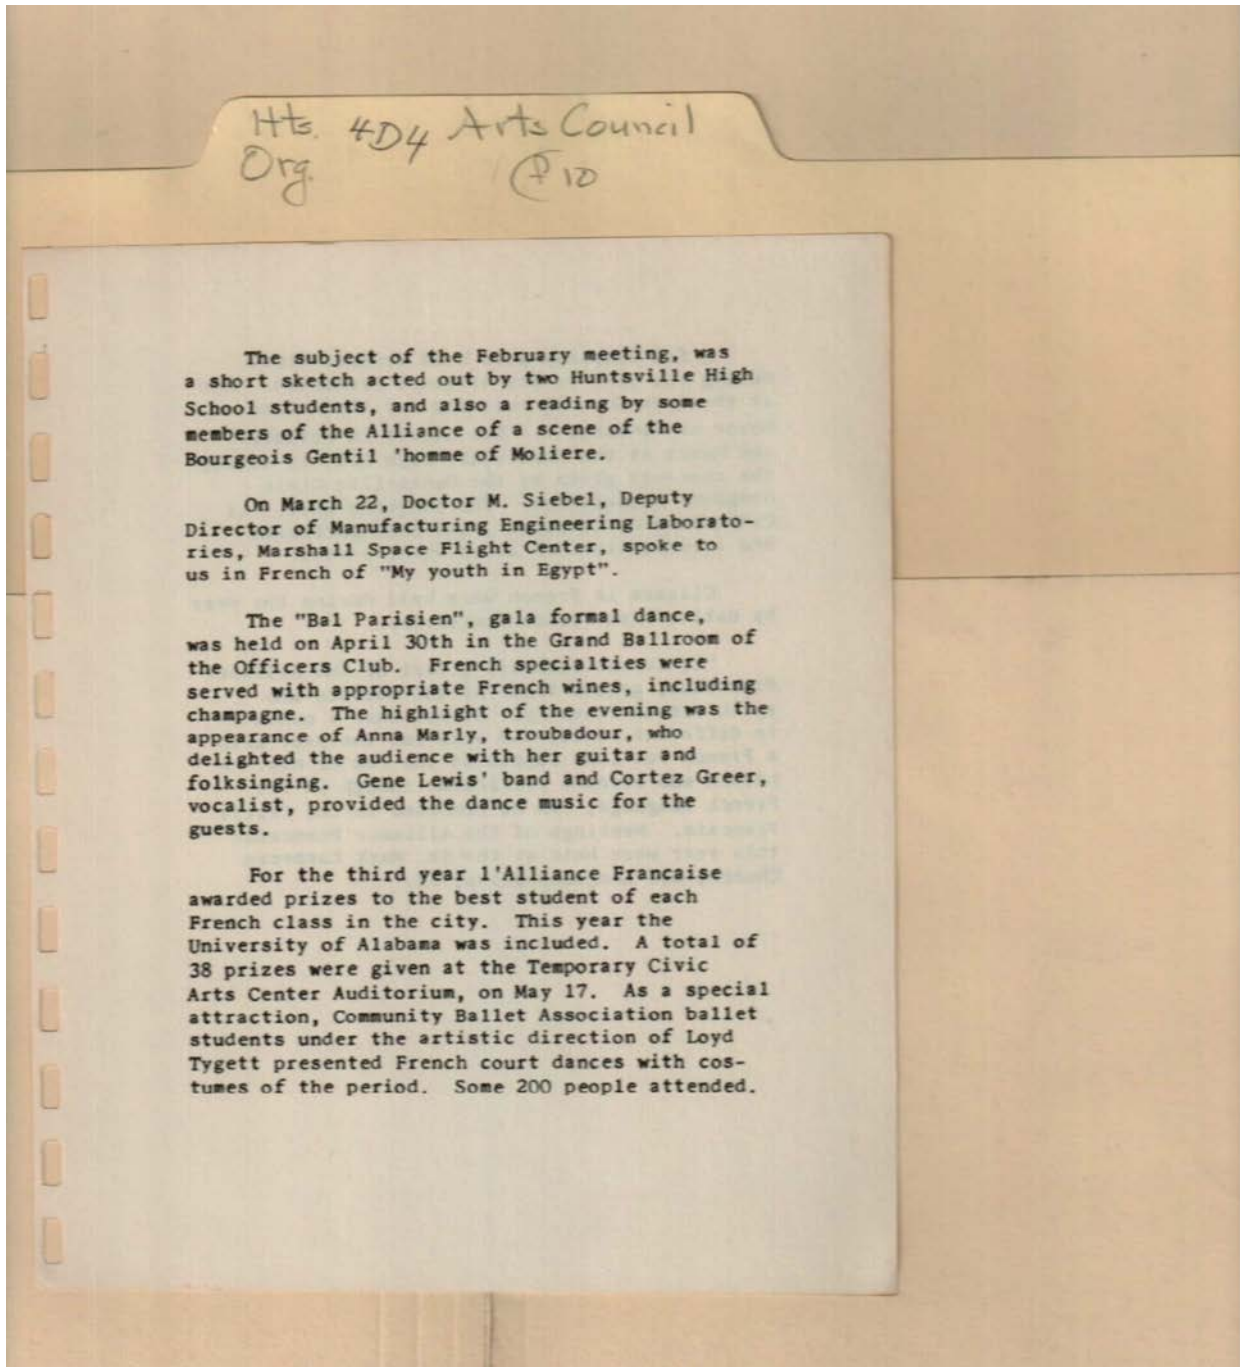 Hts. 4D4 Arts Council
Org. P 10
The subject of the February meeting, was
a short sketch acted out by two Huntsville High
School students, and also a reading by some
members of the Alliance of a scene of the
Bourgeois Gentil 'homme of Moliere.
On March 22, Doctor M. Siebel, Deputy
Director of Manufacturing Engineering Laborato-
ries, Marshall Space Flight Center, spoke to
us in French of "My youth in Egypt".
The "Bal Parisien", gala formal dance,
was held on April 30th in the Grand Ballroom of
the Officers Club. French specialties were
served with appropriate French wines, including
champagne. The highlight of the evening was the
appearance of Anna Marly, troubadour, who
delighted the audience with her guitar and
folksinging. Gene Lewis' band and Cortez Greer,
vocalist, provided the dance music for the
guests.
For the third year l'Alliance Francaise
awarded prizes to the best student of each
French class in the city. This year the
University of Alabama was included. A total of
38 prizes were given at the Temporary Civic
Arts Center Auditorium, on May 17. As a special
attraction, Community Ballet Association ballet
students under the artistic direction of Loyd
Tygett presented French court dances with cos-
tumes of the period. Some 200 people attended.